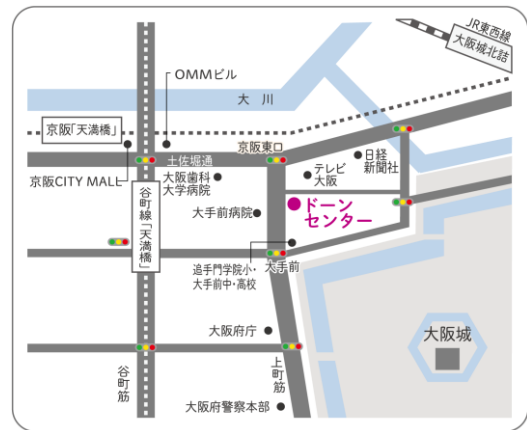 JR東西線
大阪城北詰
OMMビル
大 川
京阪「天満橋」
京阪東口
土佐堀通
日経
新聞社
テレビ
大阪
京阪CITY MALL
大阪歯科
大学病院
谷町線「天満橋」
大手前病院
ドーン
センター
追手門学院小・
大手前中・高校
大手前
大阪府庁
大阪城
谷町筋
上町筋
大阪府警察本部